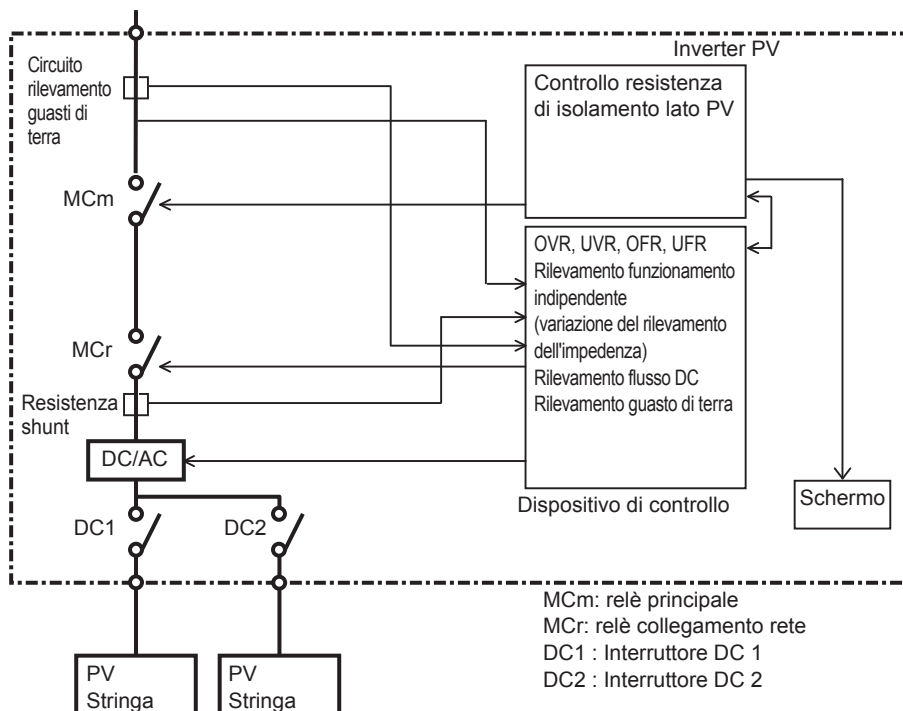 Inverter PV
Circuito
rilevamento
guasti di
terra
Controllo resistenza
di isolamento lato PV
MCm
OVR, UVR, OFR, UFR
Rilevamento funzionamento
indipendente
(variazione del rilevamento
dell'impedenza)
Rilevamento flusso DC
Rilevamento guasto di terra
MCr
Resistenza
shunt
DC/AC
Dispositivo di controllo
Schermo
DC1
DC2
MCm: relè principale
MCr: relè collegamento rete
DC1 : Interruttore DC 1
DC2 : Interruttore DC 2
PV
Stringa
PV
Stringa